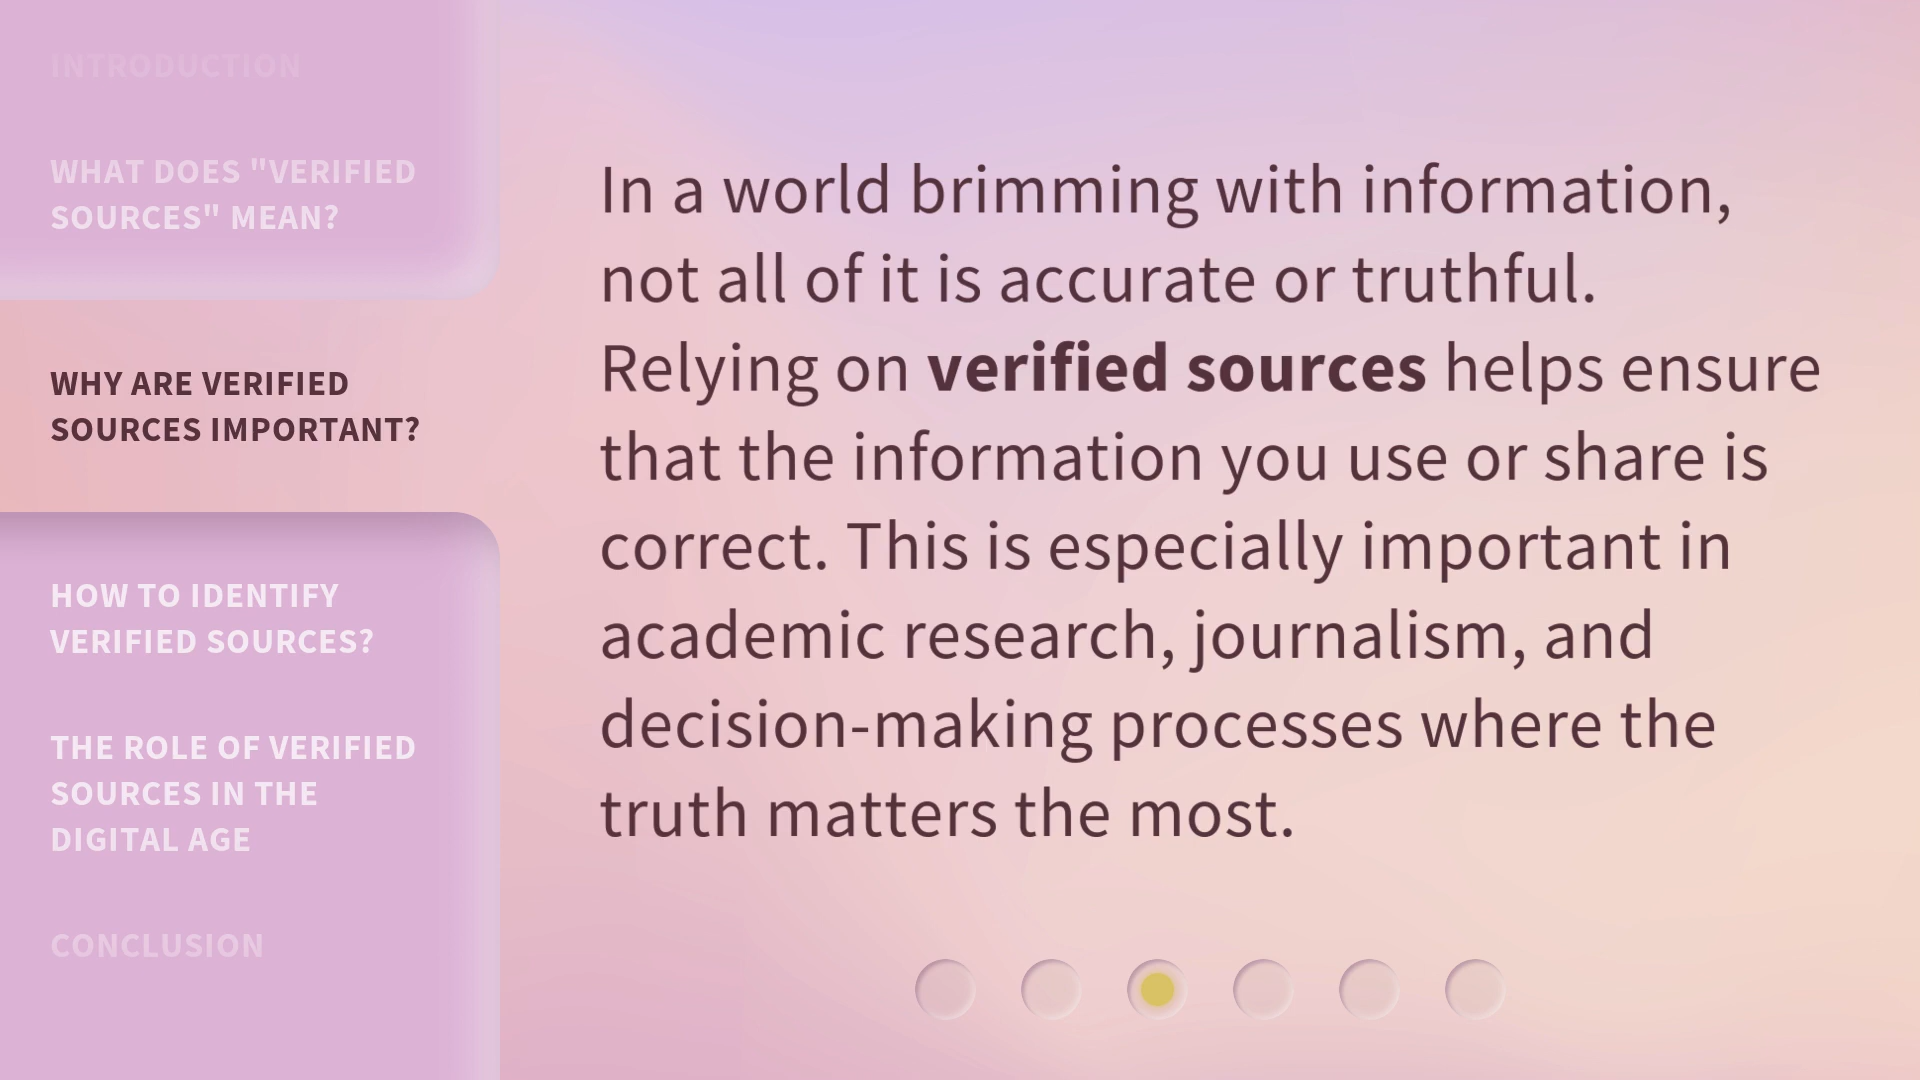 INTRODUCTION
WHAT DOES "VERIFIED
SOURCES" MEAN?
WHY ARE VERIFIED
SOURCES IMPORTANT?
HOW TO IDENTIFY
VERIFIED SOURCES?
THE ROLE OF VERIFIED
SOURCES IN THE
DIGITAL AGE
CONCLUSION
In a world brimming with information,
not all of it is accurate or truthful.
Relying on verified sources helps ensure
that the information you use or share is
correct. This is especially important in
academic research, journalism, and
decision-making processes where the
truth matters the most.